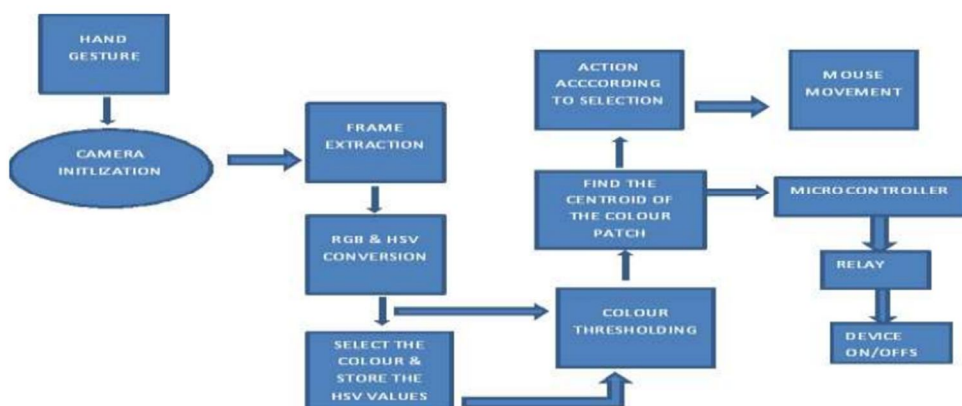 HAND
GESTURE
CAMERA
INITLIZATION
FRAME
EXTRACTION
RGB & HSV
CONVERSION
SELECT THE
COLOUR &
STORE THE
HSV VALUES
COLOUR
THRESHOLDING
FIND THE
CENTROID OF
THE COLOUR
PATCH
ACTION
ACCCORDING
TO SELECTION
MOUSE
MOVEMENT
MICROCONTROLLER
RELAY
DEVICE
ON/OFFS